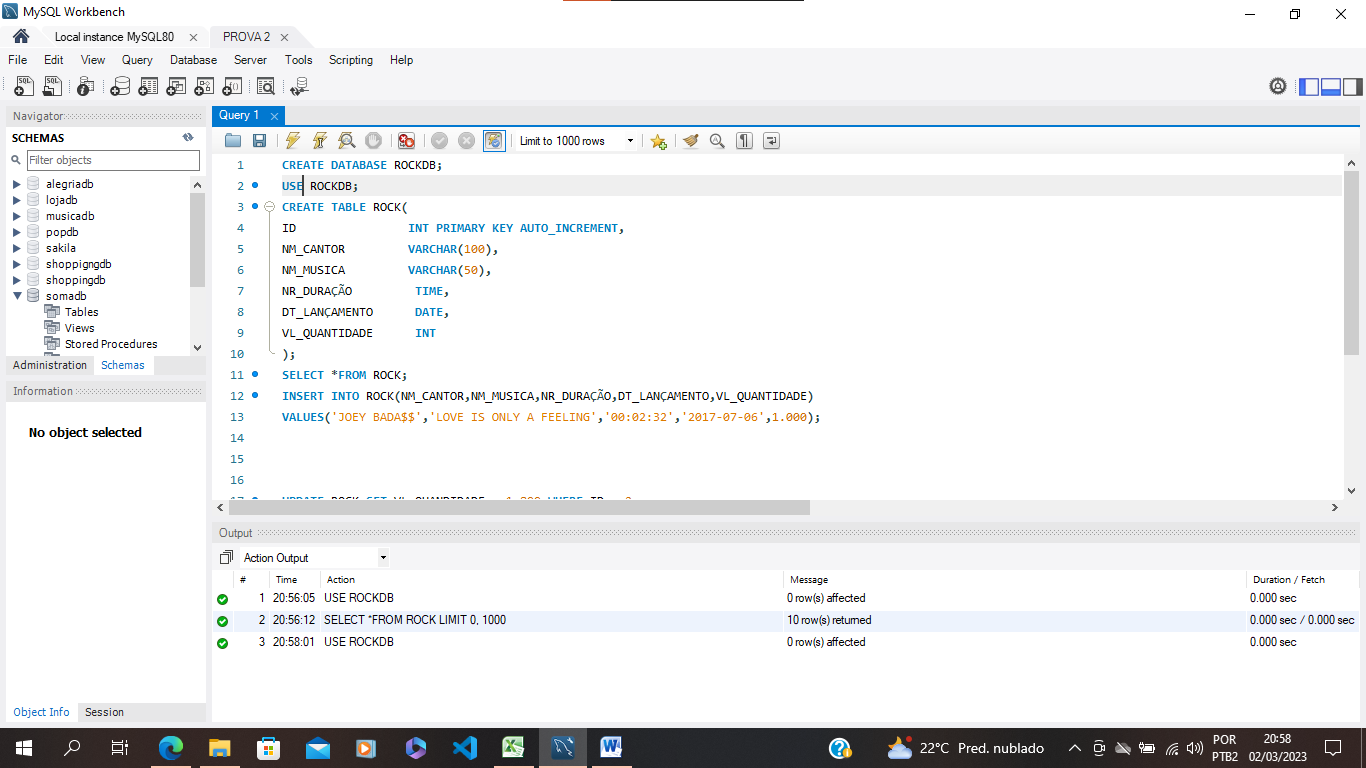 MySQL Workbench
Local instance MySQL80
PROVA 2
File Edit View Query Database Server Tools Scripting Help
Navigator
SCHEMAS
Filter objects
alegriadb
lojadb
musicadb
popdb
sakila
shoppigngdb
shoppingdb
somadb
Tables
Views
Stored Procedures
Administration Schemas
Information
No object selected
Object Info Session
Query 1
Limit to 1000 rows
1 CREATE DATABASE ROCKDB;
2 USE ROCKDB;
3 CREATE TABLE ROCK(
4 ID INT PRIMARY KEY AUTO_INCREMENT,
5 NM_CANTOR VARCHAR(100),
6 NM_MUSICA VARCHAR(50),
7 NR_DURAÇÃO TIME,
8 DT_LANÇAMENTO DATE,
9 VL_QUANTIDADE INT
10 );
11 SELECT *FROM ROCK;
12 INSERT INTO ROCK(NM_CANTOR,NM_MUSICA,NR_DURAÇÃO,DT_LANÇAMENTO,VL_QUANTIDADE)
13 VALUES('JOEY BADA$$','LOVE IS ONLY A FEELING','00:02:32','2017-07-06',1.000);
14
15
16
Output
Action Output
# Time Action Message Duration / Fetch
1 20:56:05 USE ROCKDB 0 row(s) affected 0.000 sec
2 20:56:12 SELECT *FROM ROCK LIMIT 0, 1000 10 row(s) returned 0.000 sec / 0.000 sec
3 20:58:01 USE ROCKDB 0 row(s) affected 0.000 sec
22°C Pred. nublado
POR
PTB2
20:58
02/03/2023